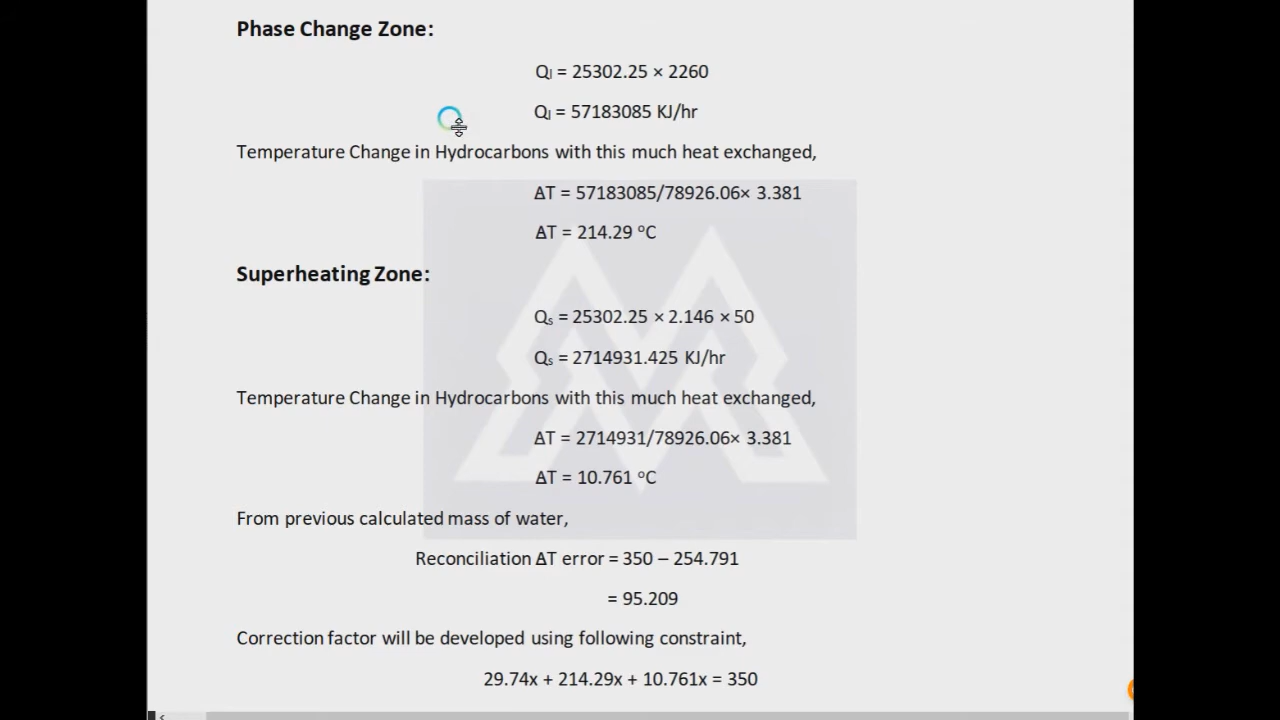 Phase Change Zone:
Qₗ = 25302.25 × 2260
Qₗ = 57183085 KJ/hr
Temperature Change in Hydrocarbons with this much heat exchanged,
ΔT = 57183085/78926.06× 3.381
ΔT = 214.29 ᵒC
Superheating Zone:
Qₛ = 25302.25 × 2.146 × 50
Qₛ = 2714931.425 KJ/hr
Temperature Change in Hydrocarbons with this much heat exchanged,
ΔT = 2714931/78926.06× 3.381
ΔT = 10.761 ᵒC
From previous calculated mass of water,
Reconciliation ΔT error = 350 – 254.791
= 95.209
Correction factor will be developed using following constraint,
29.74x + 214.29x + 10.761x = 350